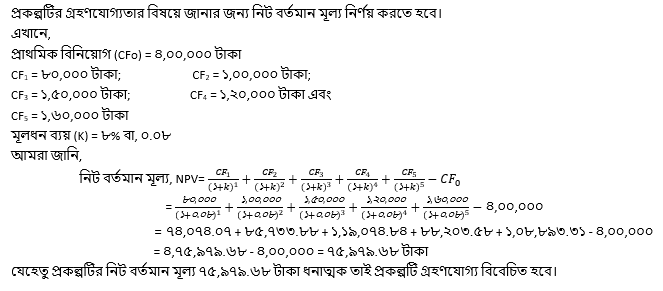 প্রকল্পটির গ্রহণযোগ্যতার বিষয়ে জানার জন্য নিট বর্তমান মূল্য নির্ণয় করতে হবে।
এখানে,
প্রাথমিক বিনিয়োগ (CFo) = ৪,০০,০০০ টাকা
CF₁ = ৮০,০০০ টাকা; CF₂ = ১,০০,০০০ টাকা;
CF₃ = ১,৫০,০০০ টাকা; CF₄ = ১,২০,০০০ টাকা এবং
CF₅ = ১,৬০,০০০ টাকা
মূলধন ব্যয় (K) = ৮% বা, ০.০৮
আমরা জানি,
নিট বর্তমান মূল্য, NPV= CF₁/(১+k)¹ + CF₂/(১+k)² + CF₃/(১+k)³ + CF₄/(১+k)⁴ + CF₅/(১+k)⁵ − CF₀
= ৮০,০০০/(১+০.০৮)¹ + ১,০০,০০০/(১+০.০৮)² + ১,৫০,০০০/(১+০.০৮)³ + ১,২০,০০০/(১+০.০৮)⁴ + ১,৬০,০০০/(১+০.০৮)⁵ − ৪,০০,০০০
= ৭৪,০৭৪.০৭ + ৮৫,৭৩৩.৮৮ + ১,১৯,০৭৪.৮৪ + ৮৮,২০৩.৫৮ + ১,০৮,৮৯৩.৩১ - ৪,০০,০০০
= ৪,৭৫,৯৭৯.৬৮ - ৪,০০,০০০ = ৭৫,৯৭৯.৬৮ টাকা
যেহেতু প্রকল্পটির নিট বর্তমান মূল্য ৭৫,৯৭৯.৬৮ টাকা ধনাত্মক তাই প্রকল্পটি গ্রহণযোগ্য বিবেচিত হবে।